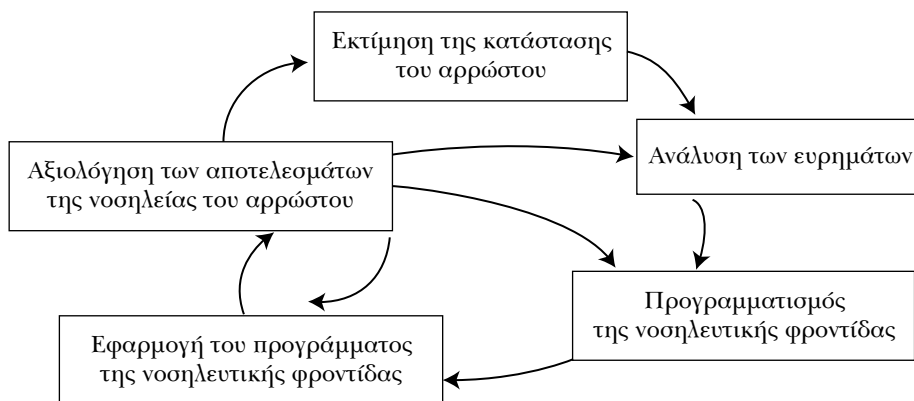 Εκτίμηση της κατάστασης
του αρρώστου
Ανάλυση των ευρημάτων
Αξιολόγηση των αποτελεσμάτων
της νοσηλείας του αρρώστου
Προγραμματισμός
της νοσηλευτικής φροντίδας
Εφαρμογή του προγράμματος
της νοσηλευτικής φροντίδας